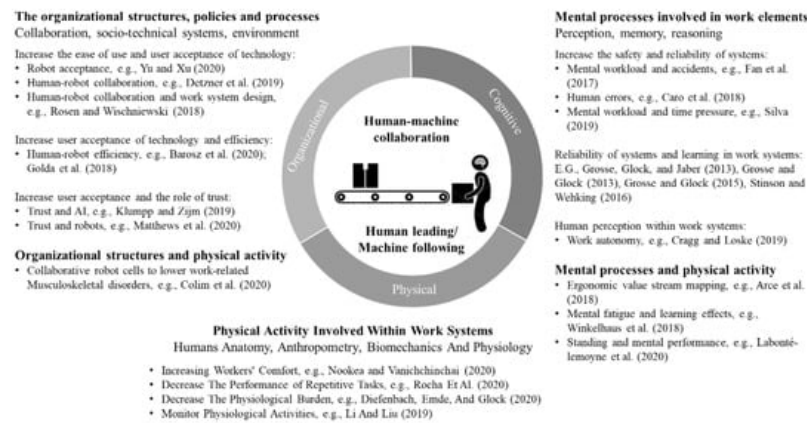 The organizational structures, policies and processes
Collaboration, socio-technical systems, environment
Increase the ease of use and user acceptance of technology:
• Robot acceptance, e.g., Yu and Xu (2020)
• Human-robot collaboration, e.g., Detzner et al. (2019)
• Human-robot collaboration and work system design,
e.g., Rosen and Wischniewski (2018)
Increase user acceptance of technology and efficiency:
• Human-robot efficiency, e.g., Barosz et al. (2020);
Golda et al. (2018)
Increase user acceptance and the role of trust:
• Trust and AI, e.g., Klumpp and Zijm (2019)
• Trust and robots, e.g., Matthews et al. (2020)
Organizational structures and physical activity
• Collaborative robot cells to lower work-related
Musculoskeletal disorders, e.g., Colim et al. (2020)
Organizational
Cognitive
Physical
Human-machine
collaboration
Human leading/
Machine following
Mental processes involved in work elements
Perception, memory, reasoning
Increase the safety and reliability of systems:
• Mental workload and accidents, e.g., Fan et al.
(2017)
• Human errors, e.g., Caro et al. (2018)
• Mental workload and time pressure, e.g., Silva
(2019)
Reliability of systems and learning in work systems:
E.G., Grosse, Glock, and Jaber (2013), Grosse and
Glock (2013), Grosse and Glock (2015), Stinson and
Wehking (2016)
Human perception within work systems:
• Work autonomy, e.g., Cragg and Loske (2019)
Mental processes and physical activity
• Ergonomic value stream mapping, e.g., Arce et al.
(2018)
• Mental fatigue and learning effects, e.g.,
Winkelhaus et al. (2018)
• Standing and mental performance, e.g., Labonté-
lemoyne et al. (2020)
Physical Activity Involved Within Work Systems
Humans Anatomy, Anthropometry, Biomechanics And Physiology
• Increasing Workers' Comfort, e.g., Nookea and Vanichchinchai (2020)
• Decrease The Performance of Repetitive Tasks, e.g., Rocha Et Al. (2020)
• Decrease The Physiological Burden, e.g., Diefenbach, Emde, And Glock (2020)
• Monitor Physiological Activities, e.g., Li And Liu (2019)